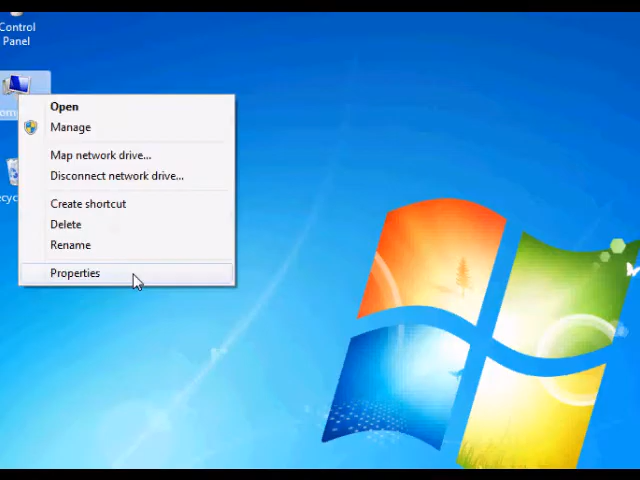 Control
Panel
Open
Manage
Map network drive...
Disconnect network drive...
Create shortcut
Delete
Rename
Properties